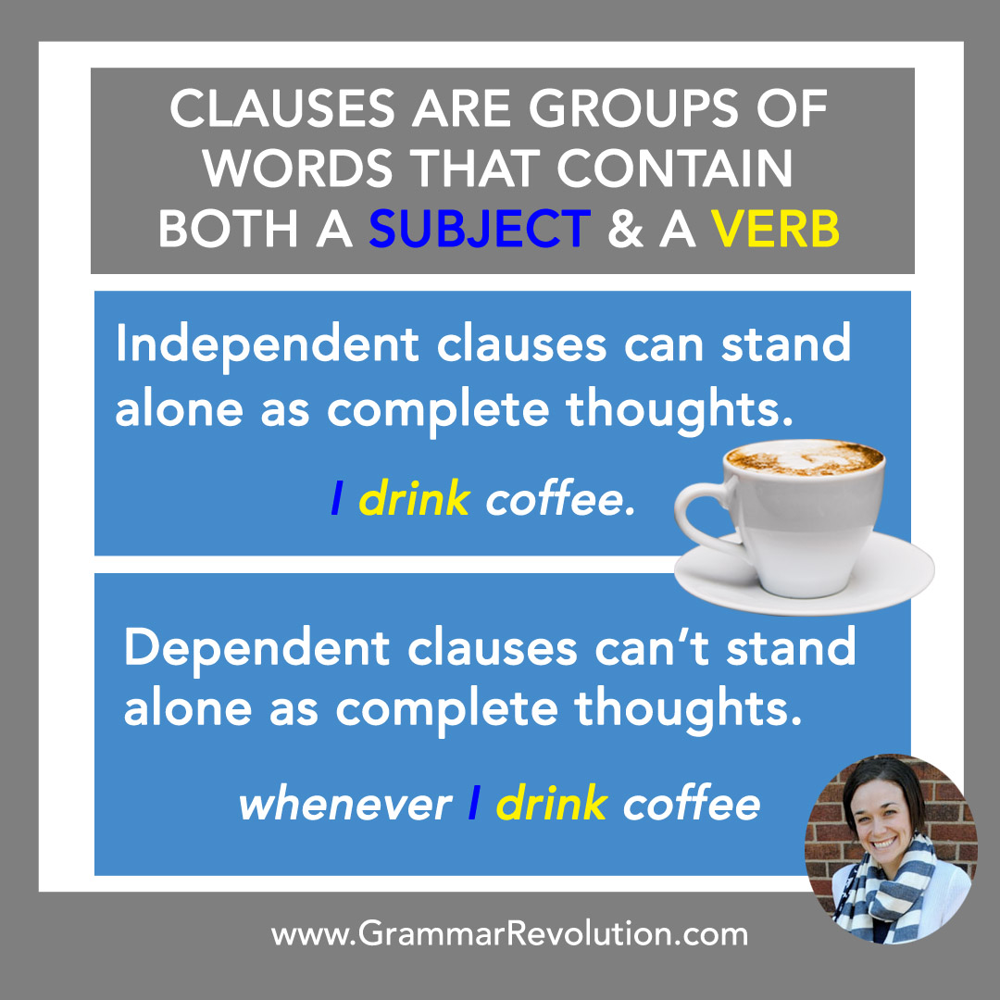 CLAUSES ARE GROUPS OF
WORDS THAT CONTAIN
BOTH A SUBJECT & A VERB
Independent clauses can stand
alone as complete thoughts.
I drink coffee.
Dependent clauses can’t stand
alone as complete thoughts.
whenever I drink coffee
www.GrammarRevolution.com